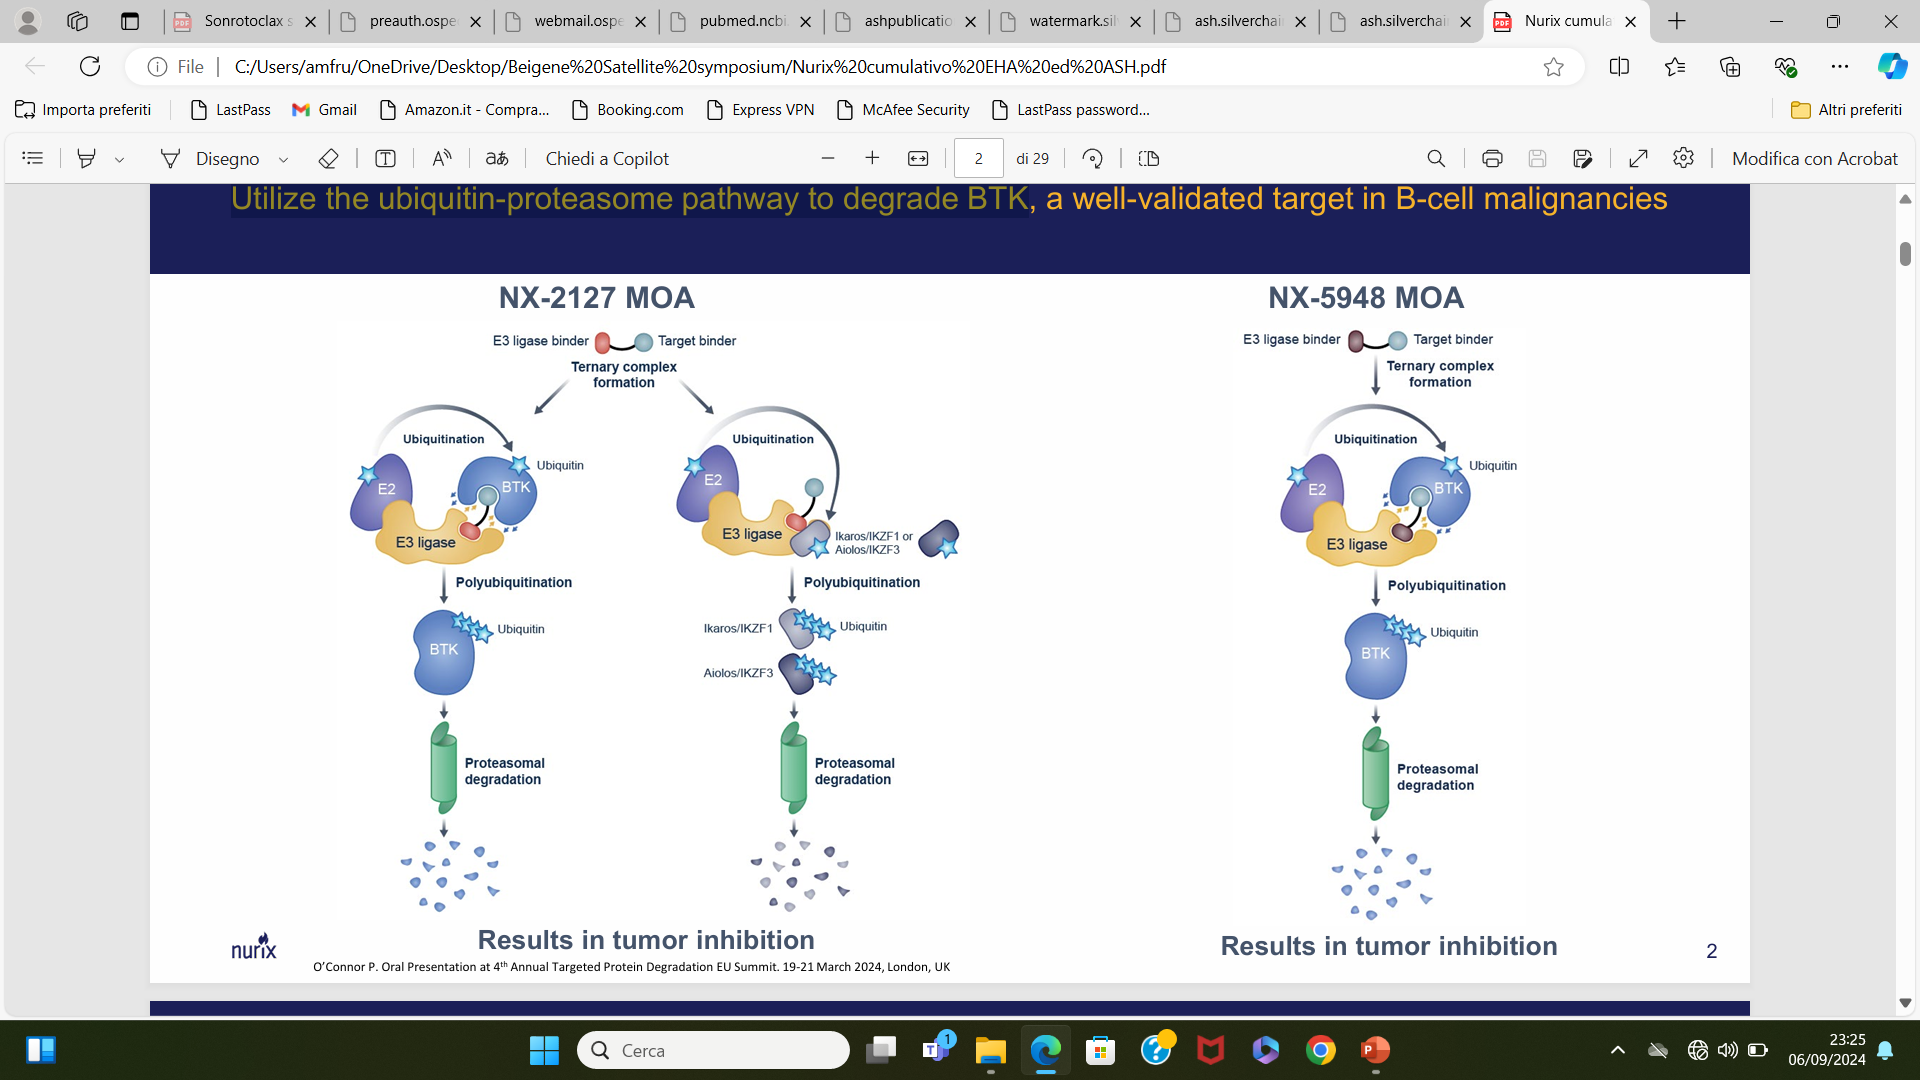 Sonrotoclax s
preauth.ospe
webmail.ospe
pubmed.ncbi.
ashpublicatio
watermark.sil
ash.silverchai
ash.silverchai
Nurix cumula
File
C:/Users/amfru/OneDrive/Desktop/Beigene%20Satellite%20symposium/Nurix%20cumulativo%20EHA%20ed%20ASH.pdf
Importa preferiti
LastPass
Gmail
Amazon.it - Compra...
Booking.com
Express VPN
McAfee Security
LastPass password...
Altri preferiti
Disegno
Chiedi a Copilot
2
di 29
Modifica con Acrobat
Utilize the ubiquitin-proteasome pathway to degrade BTK, a well-validated target in B-cell malignancies
NX-2127 MOA
E3 ligase binder
Target binder
Ternary complex
formation
Ubiquitination
Ubiquitin
E2
BTK
E3 ligase
Polyubiquitination
BTK
Ubiquitin
Proteasomal
degradation
Ubiquitination
E2
E3 ligase
Ikaros/IKZF1 or
Aiolos/IKZF3
Polyubiquitination
Ikaros/IKZF1
Ubiquitin
Aiolos/IKZF3
Proteasomal
degradation
Results in tumor inhibition
NX-5948 MOA
E3 ligase binder
Target binder
Ternary complex
formation
Ubiquitination
Ubiquitin
E2
BTK
E3 ligase
Polyubiquitination
BTK
Ubiquitin
Proteasomal
degradation
Results in tumor inhibition
nurix
O'Connor P. Oral Presentation at 4th Annual Targeted Protein Degradation EU Summit. 19-21 March 2024, London, UK
2
Cerca
1
23:25
06/09/2024